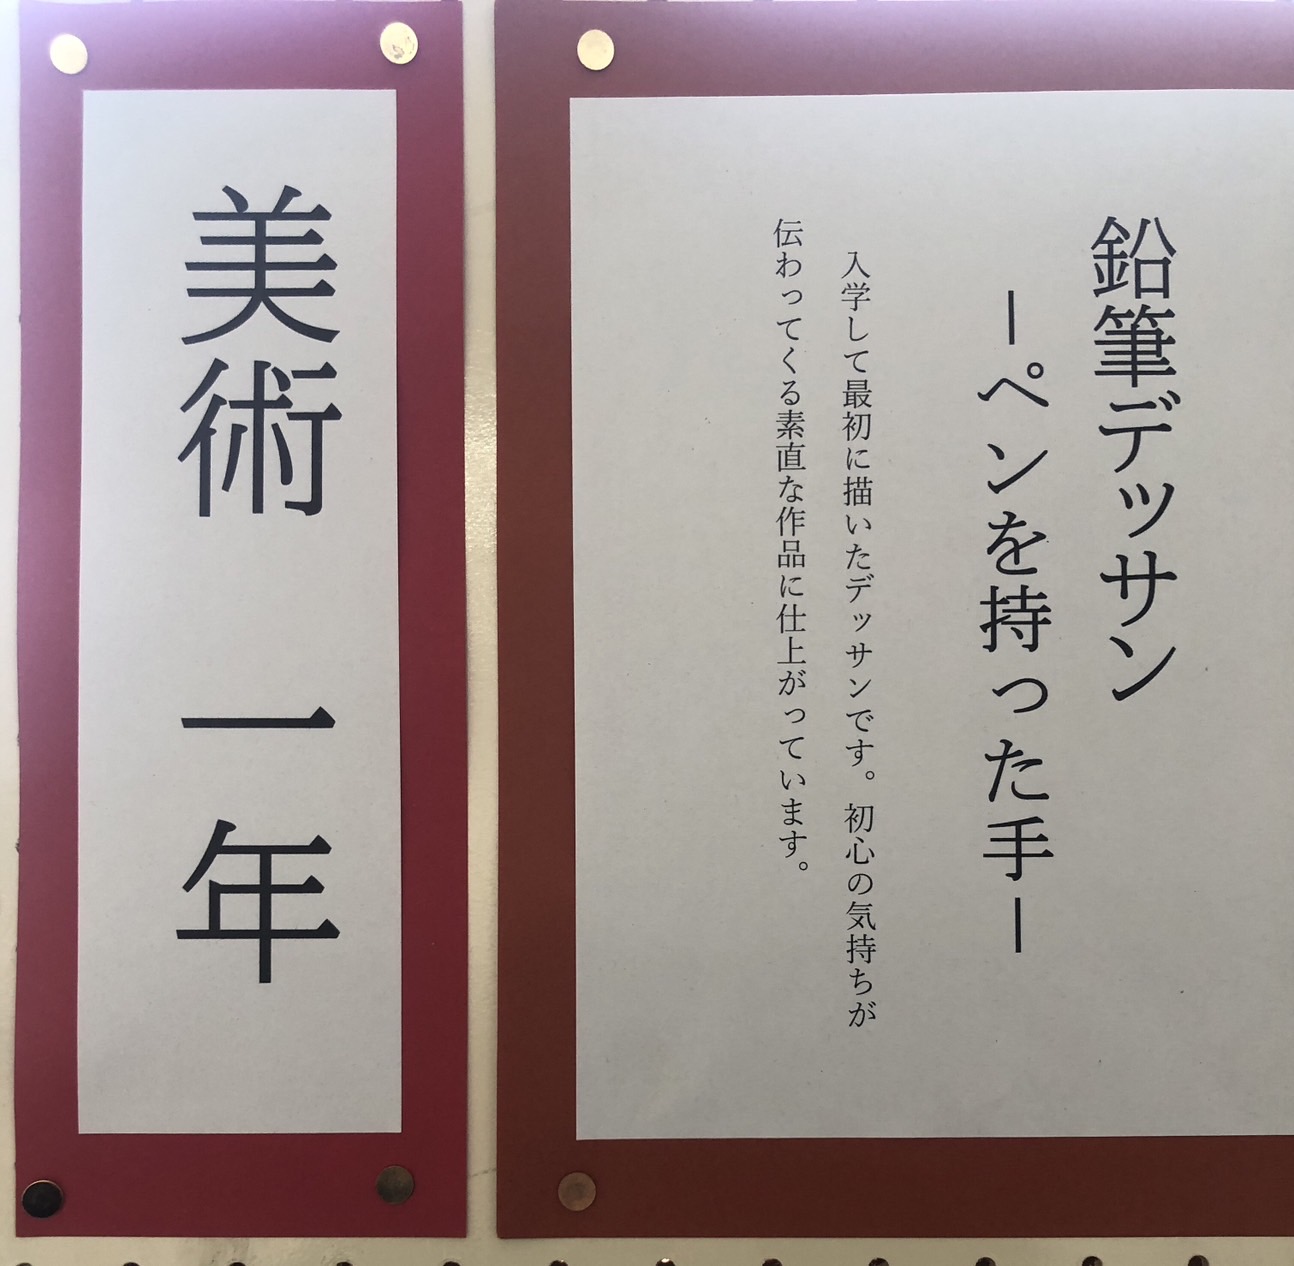 鉛筆デッサン
ーペンを持った手ー
入学して最初に描いたデッサンです。初心の気持ちが
伝わってくる素直な作品に仕上がっています。
美術 一年